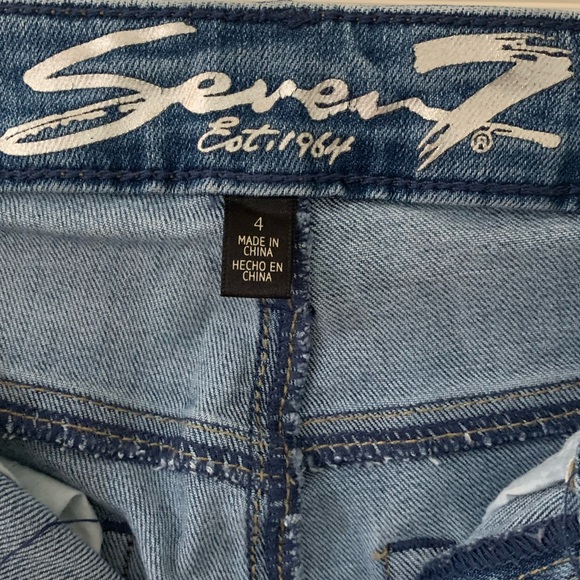 Seven7®
Est. 1964
4
MADE IN
CHINA
HECHO EN
CHINA